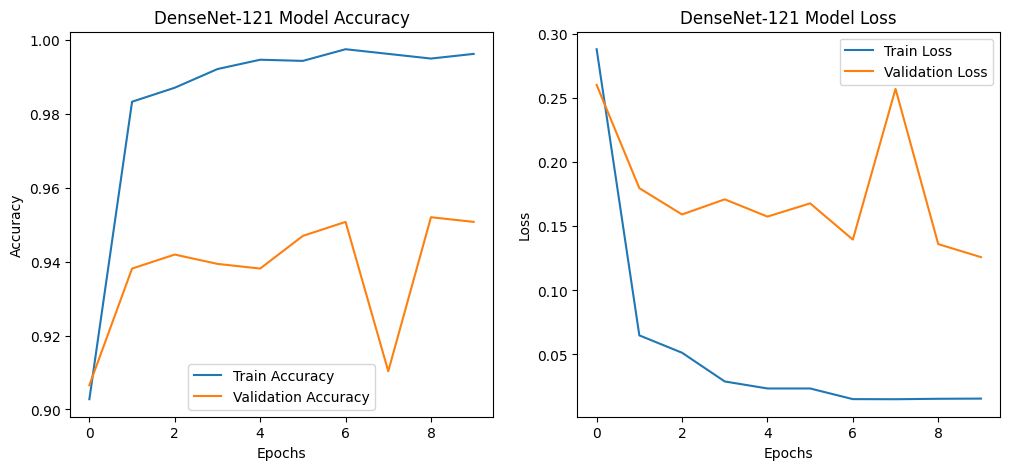 DenseNet-121 Model Accuracy
1.00
0.98
0.96
0.94
0.92
0.90
Accuracy
0
2
4
6
8
Epochs
Train Accuracy
Validation Accuracy
DenseNet-121 Model Loss
0.30
0.25
0.20
0.15
0.10
0.05
Loss
0
2
4
6
8
Epochs
Train Loss
Validation Loss